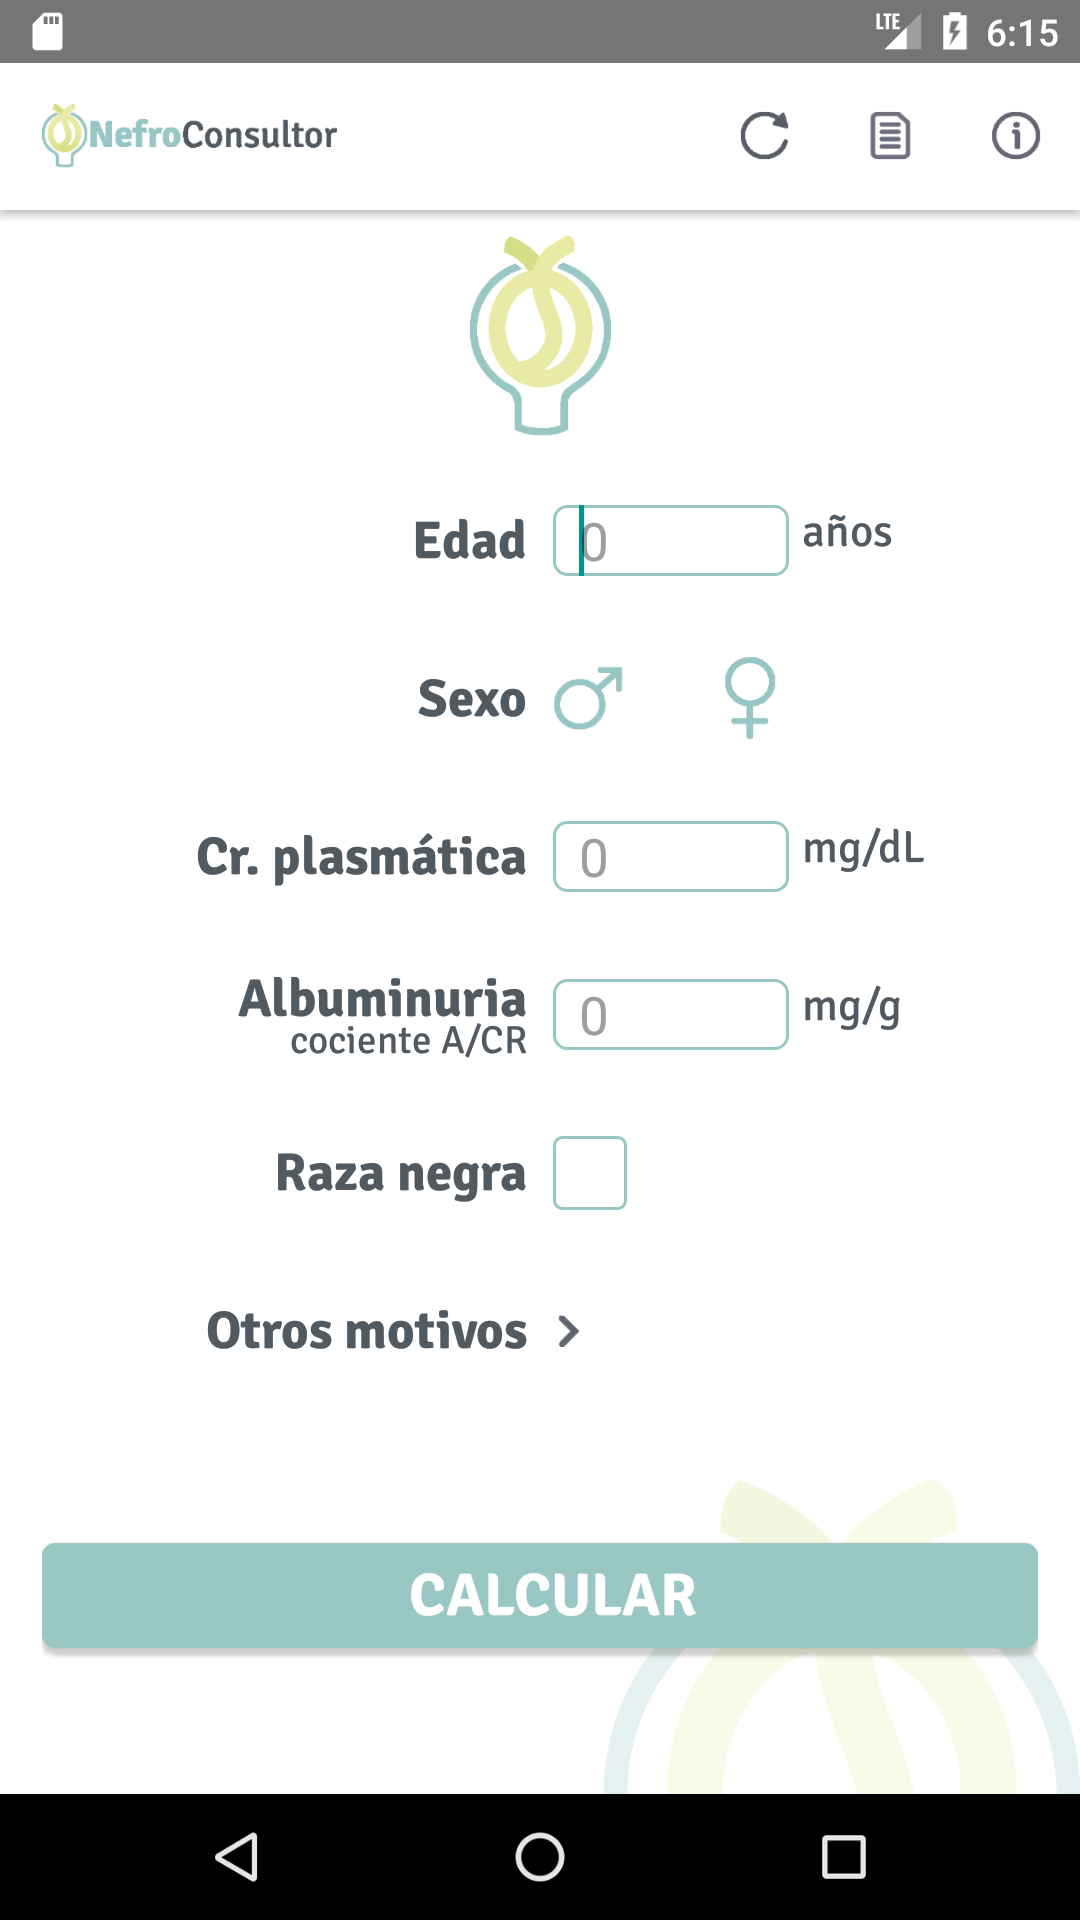 LTE 6:15
NefroConsultor
Edad 0 años
Sexo
Cr. plasmática 0 mg/dL
Albuminuria 0 mg/g
cociente A/CR
Raza negra
Otros motivos
CALCULAR